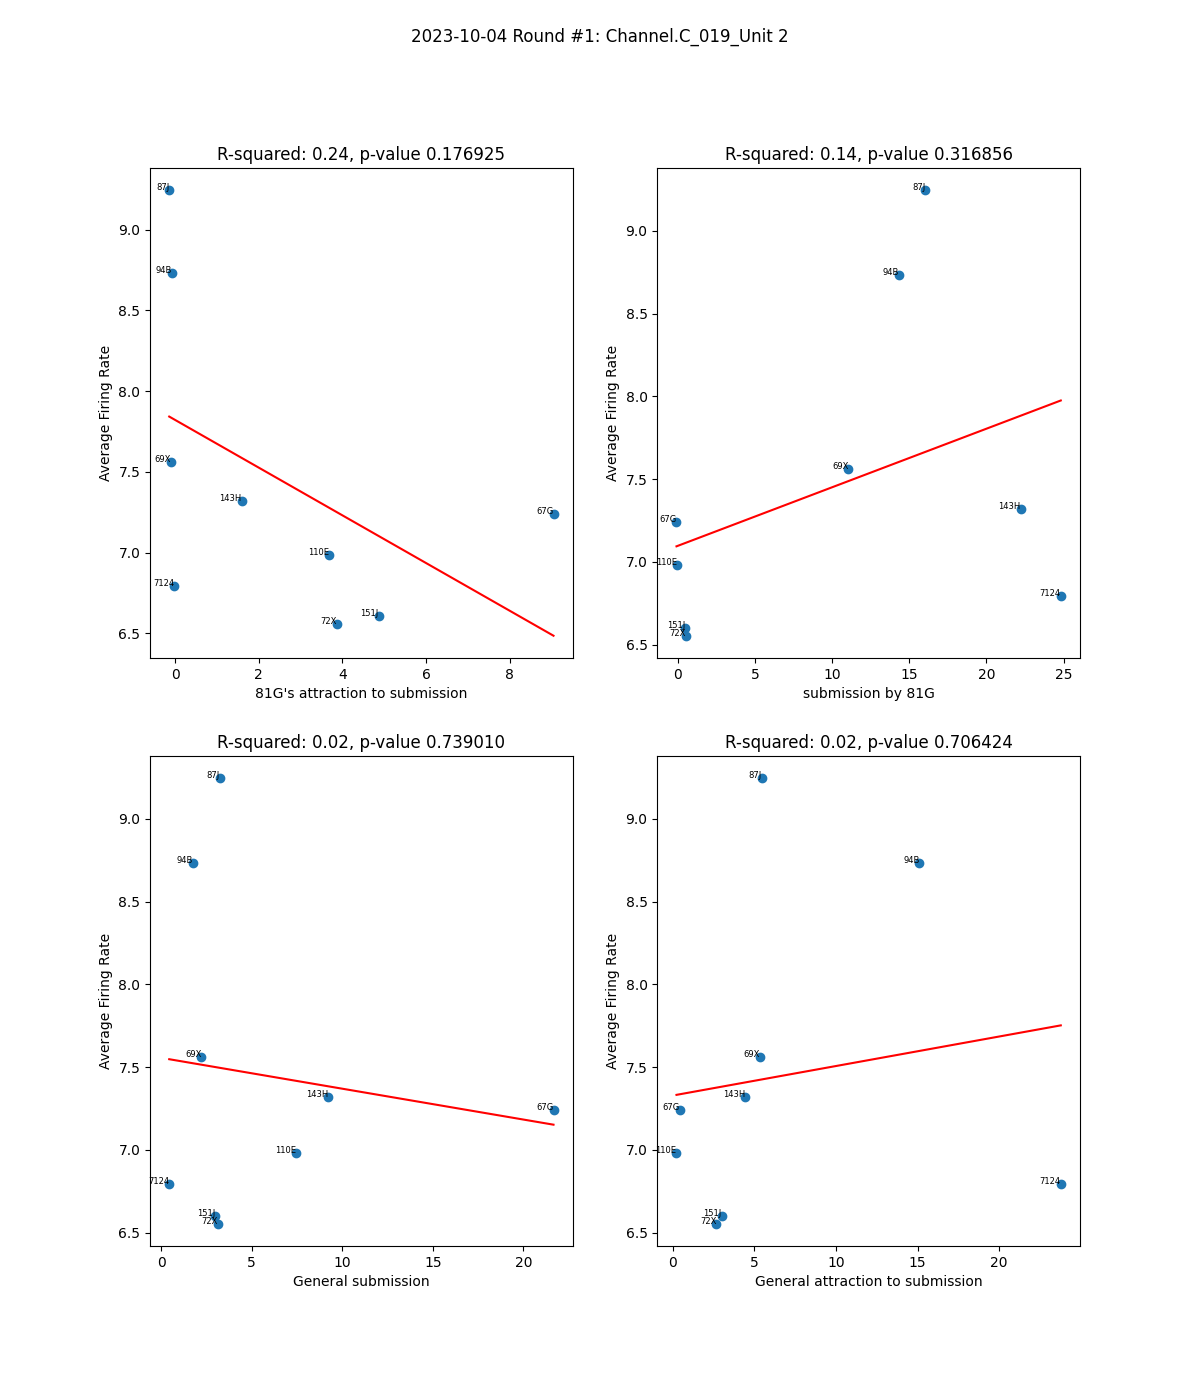 2023-10-04 Round #1: Channel.C_019_Unit 2
R-squared: 0.24, p-value 0.176925
87J
9.0
94B
8.5
Average Firing Rate
8.0
69X
7.5
143H
67G
7.0
110E
7124
151J
72X
6.5
0 2 4 6 8
81G's attraction to submission
R-squared: 0.14, p-value 0.316856
87J
9.0
94B
8.5
Average Firing Rate
8.0
69X
7.5
67G
143H
7.0
110E
7124
151J
72X
6.5
0 5 10 15 20 25
submission by 81G
R-squared: 0.02, p-value 0.739010
87J
9.0
94B
8.5
Average Firing Rate
8.0
69X
7.5
143H
67G
7.0
110E
7124
151J
72X
6.5
0 5 10 15 20
General submission
R-squared: 0.02, p-value 0.706424
87J
9.0
94B
8.5
Average Firing Rate
8.0
69X
7.5
143H
67G
7.0
110E
7124
151J
72X
6.5
0 5 10 15 20
General attraction to submission